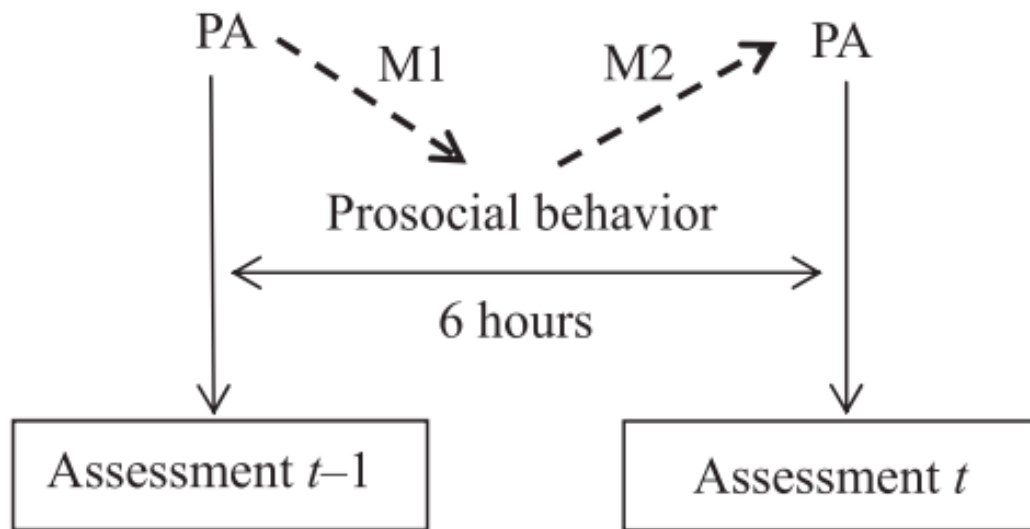 PA
M1
M2
PA
Prosocial behavior
6 hours
Assessment t–1
Assessment t